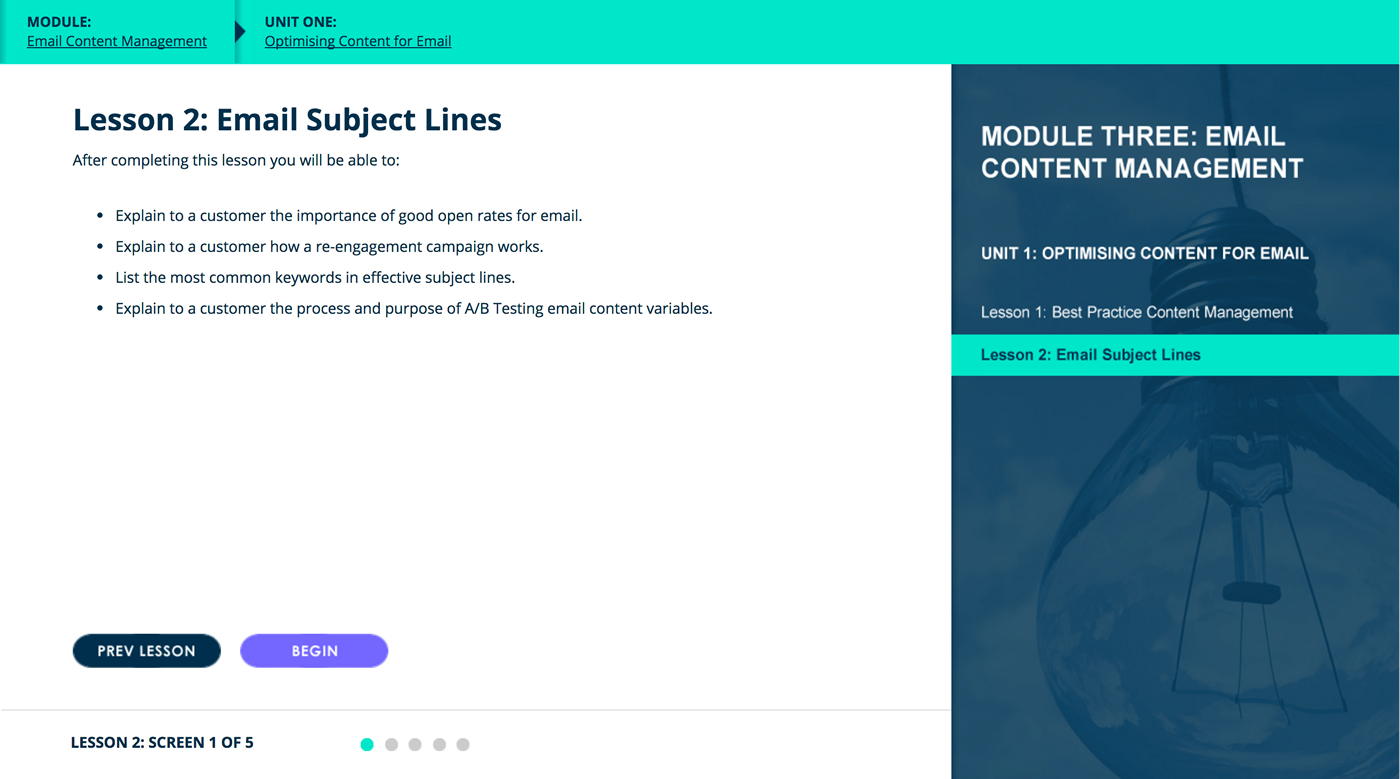 MODULE:
Email Content Management
UNIT ONE:
Optimising Content for Email
Lesson 2: Email Subject Lines
After completing this lesson you will be able to:
• Explain to a customer the importance of good open rates for email.
• Explain to a customer how a re-engagement campaign works.
• List the most common keywords in effective subject lines.
• Explain to a customer the process and purpose of A/B Testing email content variables.
PREV LESSON
BEGIN
LESSON 2: SCREEN 1 OF 5
MODULE THREE: EMAIL
CONTENT MANAGEMENT
UNIT 1: OPTIMISING CONTENT FOR EMAIL
Lesson 1: Best Practice Content Management
Lesson 2: Email Subject Lines